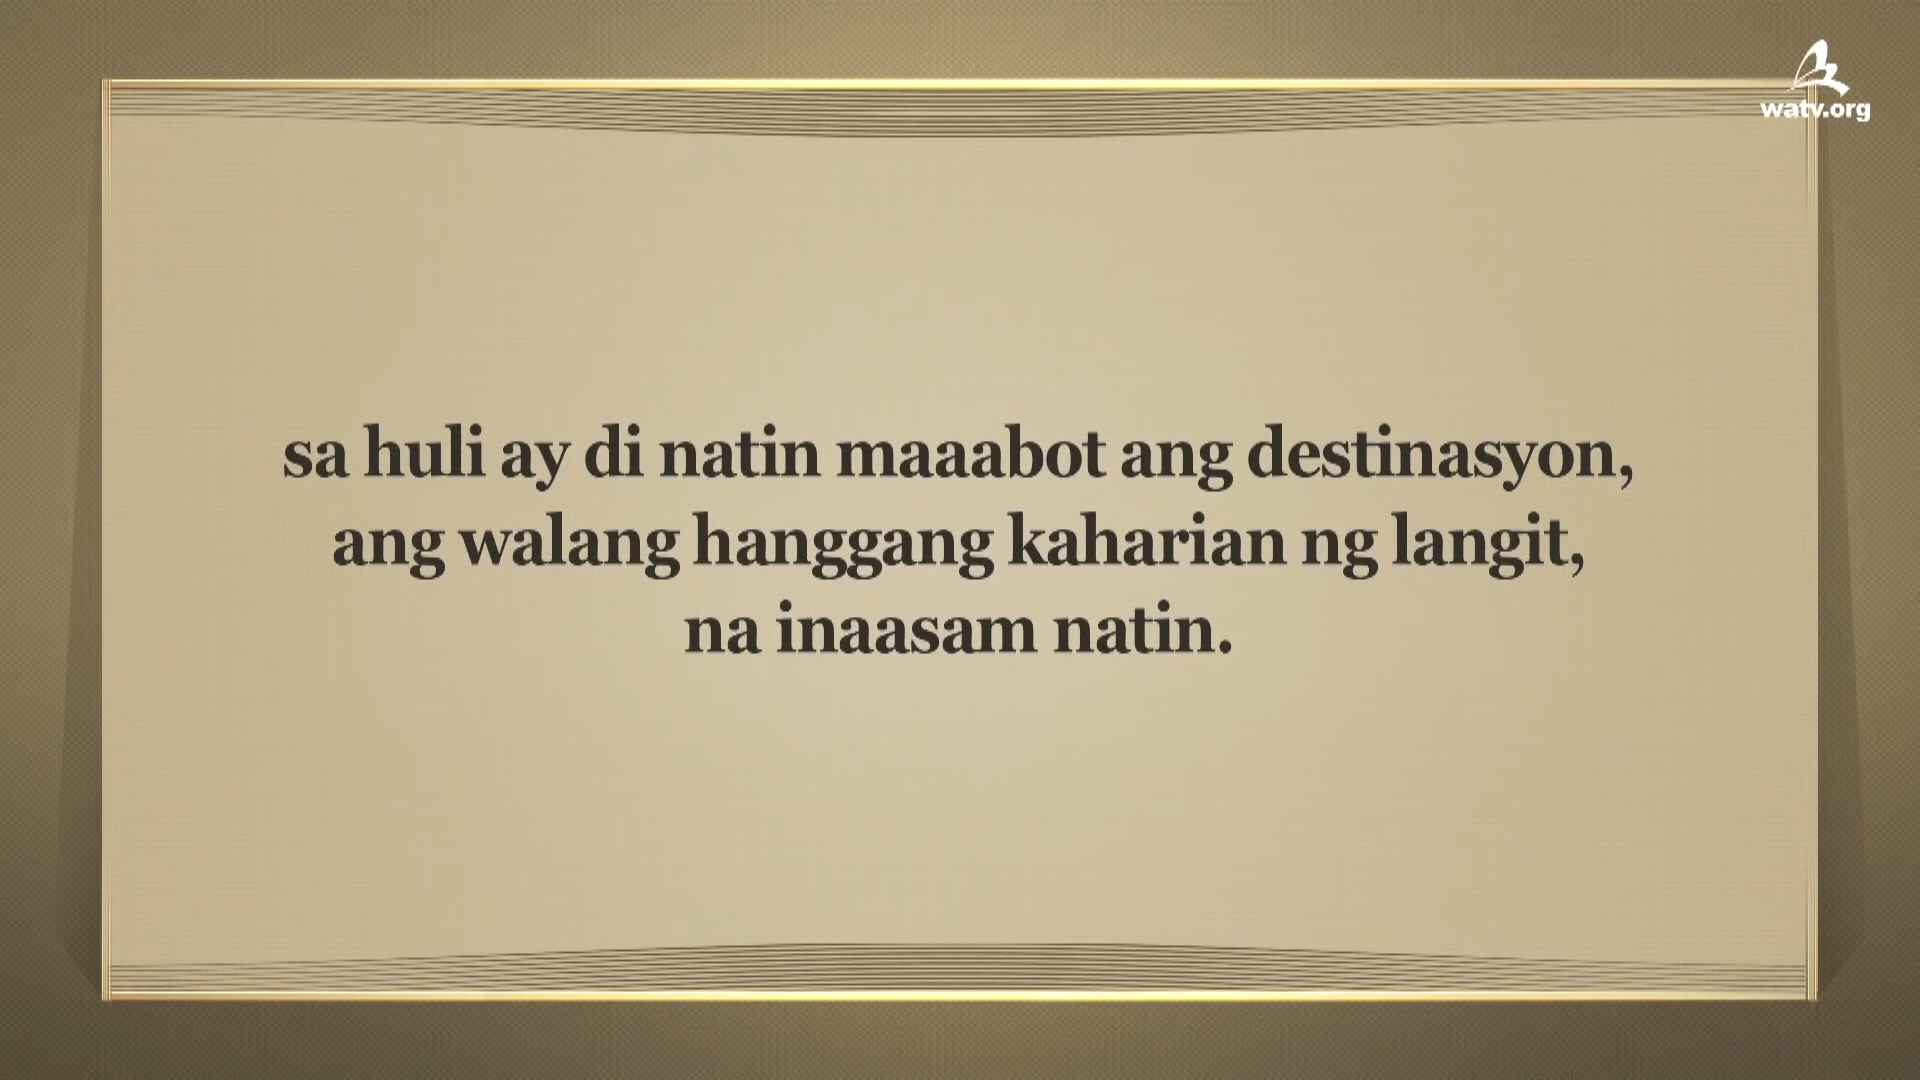 watv.org
sa huli ay di natin maaabot ang destinasyon,
ang walang hanggang kaharian ng langit,
na inaasam natin.